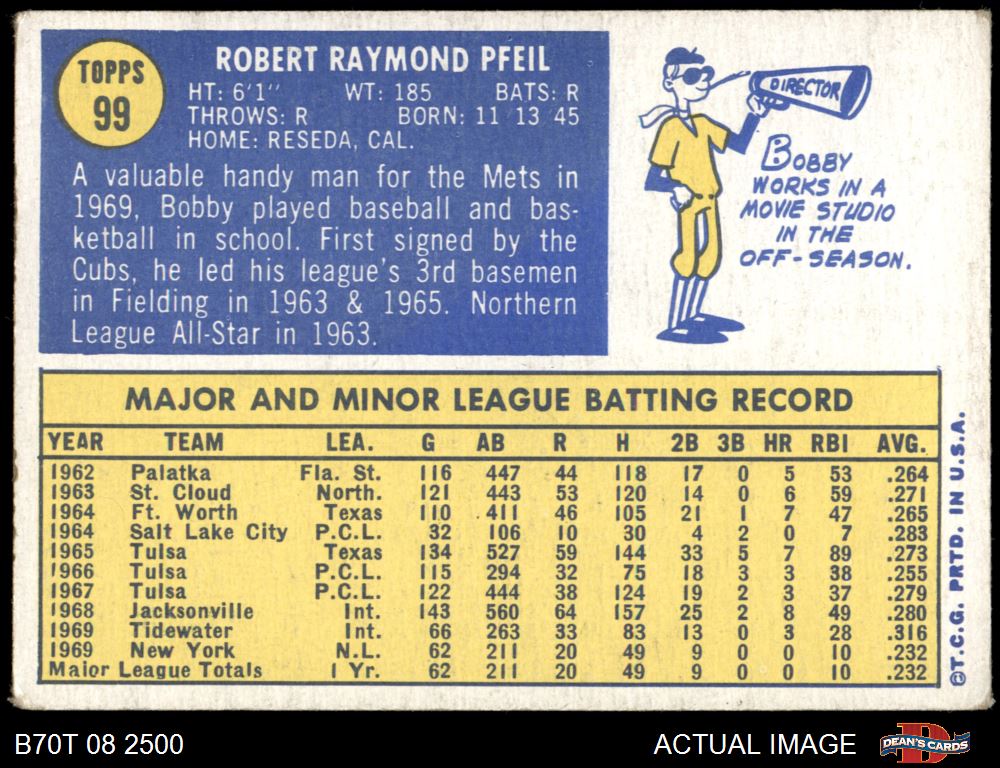 TOPPS
99
ROBERT RAYMOND PFEIL
HT: 6'1" WT: 185 BATS: R
THROWS: R BORN: 11 13 45
HOME: RESEDA, CAL.
A valuable handy man for the Mets in
1969, Bobby played baseball and bas-
ketball in school. First signed by the
Cubs, he led his league's 3rd basemen
in Fielding in 1963 & 1965. Northern
League All-Star in 1963.
DIRECTOR
BOBBY
WORKS IN A
MOVIE STUDIO
IN THE
OFF-SEASON.
MAJOR AND MINOR LEAGUE BATTING RECORD
YEAR TEAM LEA. G AB R H 2B 3B HR RBI AVG.
1962 Palatka Fla. St. 116 447 44 118 17 0 5 53 .264
1963 St. Cloud North. 121 443 53 120 14 0 6 59 .271
1964 Ft. Worth Texas 110 411 46 105 21 1 7 47 .265
1964 Salt Lake City P.C.L. 32 106 10 30 4 2 0 7 .283
1965 Tulsa Texas 134 527 59 144 33 5 7 89 .273
1966 Tulsa P.C.L. 115 294 32 75 18 3 3 38 .255
1967 Tulsa P.C.L. 122 444 38 124 19 2 3 37 .279
1968 Jacksonville Int. 143 560 64 157 25 2 8 49 .280
1969 Tidewater Int. 66 263 33 83 13 0 3 28 .316
1969 New York N.L. 62 211 20 49 9 0 0 10 .232
Major League Totals 1 Yr. 62 211 20 49 9 0 0 10 .232
©T.C.G. PRTD. IN U.S.A.
B70T 08 2500
ACTUAL IMAGE
D
DEAN'S CARDS